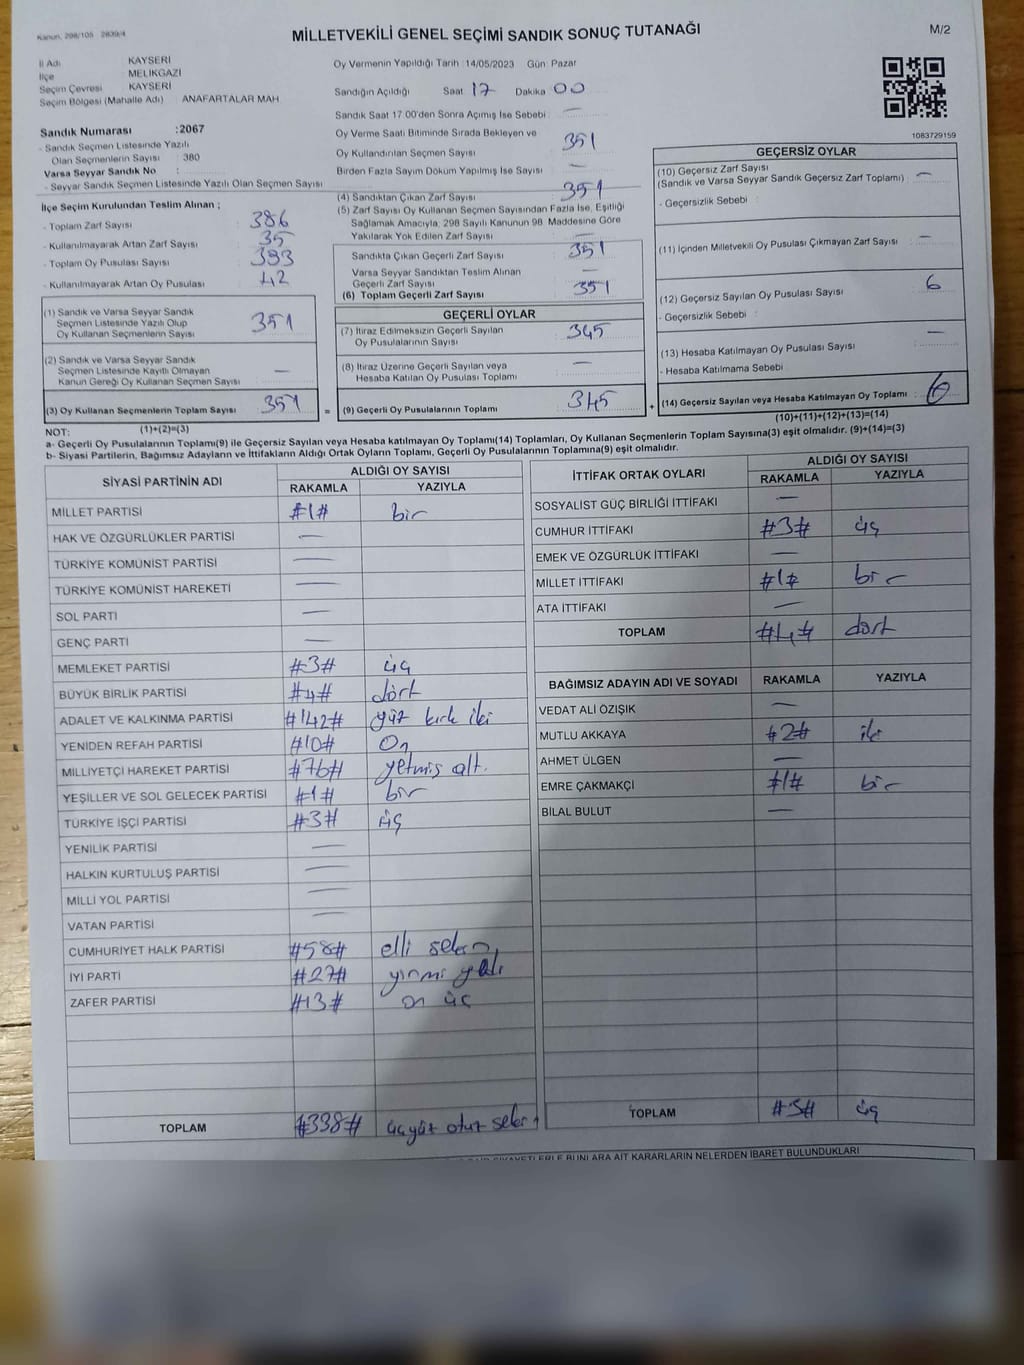 Kanun, 298/105 2839/4
MİLLETVEKİLİ GENEL SEÇİMİ SANDIK SONUÇ TUTANAĞI
M/2
İl Adı KAYSERİ
İlçe MELİKGAZİ
Seçim Çevresi KAYSERİ
Seçim Bölgesi (Mahalle Adı) : ANAFARTALAR MAH
Sandık Numarası :2067
- Sandık Seçmen Listesinde Yazılı
Olan Seçmenlerin Sayısı : 380
Varsa Seyyar Sandık No :
- Seyyar Sandık Seçmen Listesinde Yazılı Olan Seçmen Sayısı
Oy Vermenin Yapıldığı Tarih :14/05/2023 Gün: Pazar
Sandığın Açıldığı Saat 17 Dakika 00
Sandık Saat 17.00'den Sonra Açımış İse Sebebi : —
Oy Verme Saati Bitiminde Sırada Bekleyen ve
Oy Kullandırılan Seçmen Sayısı 351
Birden Fazla Sayım Döküm Yapılmış İse Sayısı —
1083729159
İlçe Seçim Kurulundan Teslim Alınan ;
- Toplam Zarf Sayısı 386
- Kullanılmayarak Artan Zarf Sayısı 35
- Toplam Oy Pusulası Sayısı 393
- Kullanılmayarak Artan Oy Pusulası 42
(4) Sandıktan Çıkan Zarf Sayısı 351
(5) Zarf Sayısı Oy Kullanan Seçmen Sayısından Fazla İse, Eşitliği
Sağlamak Amacıyla, 298 Sayılı Kanunun 98. Maddesine Göre
Yakılarak Yok Edilen Zarf Sayısı —
Sandıkta Çıkan Geçerli Zarf Sayısı 351
Varsa Seyyar Sandıktan Teslim Alınan
Geçerli Zarf Sayısı —
(6) Toplam Geçerli Zarf Sayısı 351
GEÇERSİZ OYLAR
(10) Geçersiz Zarf Sayısı
(Sandık ve Varsa Seyyar Sandık Geçersiz Zarf Toplamı) : —
- Geçersizlik Sebebi :
(11) İçinden Milletvekili Oy Pusulası Çıkmayan Zarf Sayısı —
(12) Geçersiz Sayılan Oy Pusulası Sayısı 6
- Geçersizlik Sebebi :
(13) Hesaba Katılmayan Oy Pusulası Sayısı —
- Hesaba Katılmama Sebebi :
(14) Geçersiz Sayılan veya Hesaba Katılmayan Oy Toplamı : 6
(10)+(11)+(12)+(13)=(14)
(1) Sandık ve Varsa Seyyar Sandık
Seçmen Listesinde Yazılı Olup
Oy Kullanan Seçmenlerin Sayısı 351
(2) Sandık ve Varsa Seyyar Sandık
Seçmen Listesinde Kayıtlı Olmayan
Kanun Gereği Oy Kullanan Seçmen Sayısı —
(3) Oy Kullanan Seçmenlerin Toplam Sayısı 351 =
(1)+(2)=(3)
GEÇERLİ OYLAR
(7) İtiraz Edilmeksizin Geçerli Sayılan
Oy Pusulalarının Sayısı 345
(8) İtiraz Üzerine Geçerli Sayılan veya
Hesaba Katılan Oy Pusulası Toplamı —
(9) Geçerli Oy Pusulalarının Toplamı 345 +
NOT:
a- Geçerli Oy Pusulalarının Toplamı(9) ile Geçersiz Sayılan veya Hesaba katılmayan Oy Toplamı(14) Toplamları, Oy Kullanan Seçmenlerin Toplam Sayısına(3) eşit olmalıdır. (9)+(14)=(3)
b- Siyasi Partilerin, Bağımsız Adayların ve İttifakların Aldığı Ortak Oyların Toplamı, Geçerli Oy Pusulalarının Toplamına(9) eşit olmalıdır.
SİYASİ PARTİNİN ADI ALDIĞI OY SAYISI
RAKAMLA YAZIYLA
MİLLET PARTİSİ #1# bir
HAK VE ÖZGÜRLÜKLER PARTİSİ —
TÜRKİYE KOMÜNİST PARTİSİ —
TÜRKİYE KOMÜNİST HAREKETİ —
SOL PARTİ —
GENÇ PARTİ —
MEMLEKET PARTİSİ #3# üç
BÜYÜK BİRLİK PARTİSİ #4# dört
ADALET VE KALKINMA PARTİSİ #142# yüz kırk iki
YENİDEN REFAH PARTİSİ #10# On
MİLLİYETÇİ HAREKET PARTİSİ #76# yetmiş altı
YEŞİLLER VE SOL GELECEK PARTİSİ #1# bir
TÜRKİYE İŞÇİ PARTİSİ #3# üç
YENİLİK PARTİSİ —
HALKIN KURTULUŞ PARTİSİ —
MİLLİ YOL PARTİSİ —
VATAN PARTİSİ —
CUMHURİYET HALK PARTİSİ #58# elli sekiz
İYİ PARTİ #27# yirmi yedi
ZAFER PARTİSİ #13# on üç
TOPLAM #338# üçyüz otuz sekiz
İTTİFAK ORTAK OYLARI ALDIĞI OY SAYISI
RAKAMLA YAZIYLA
SOSYALİST GÜÇ BİRLİĞİ İTTİFAKI —
CUMHUR İTTİFAKI #3# üç
EMEK VE ÖZGÜRLÜK İTTİFAKI —
MİLLET İTTİFAKI #1# bir
ATA İTTİFAKI —
TOPLAM #4# dört
BAĞIMSIZ ADAYIN ADI VE SOYADI RAKAMLA YAZIYLA
VEDAT ALİ ÖZIŞIK —
MUTLU AKKAYA #2# iki
AHMET ÜLGEN —
EMRE ÇAKMAKÇİ #1# bir
BİLAL BULUT —
TOPLAM #3# üç
BUNLARA AİT KARARLARIN NELERDEN İBARET BULUNDUKLARI